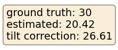 ground truth: 30
estimated: 20.42
tilt correction: 26.61